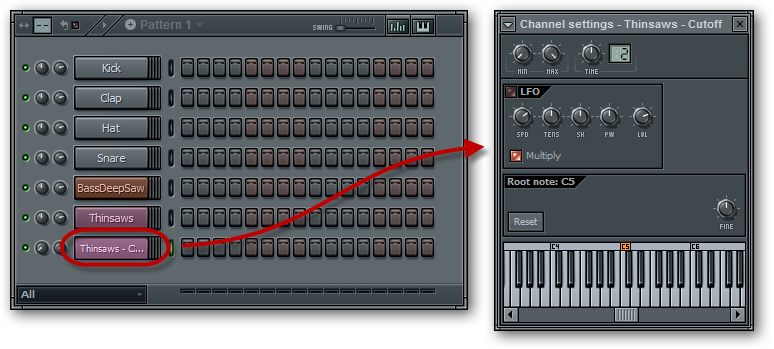 Pattern 1
SWING
Kick
Clap
Hat
Snare
BassDeepSaw
Thinsaws
Thinsaws - C...
All
Channel settings - Thinsaws - Cutoff
MIN MAX TIME 2
LFO
SPD TENS SK PW LVL
Multiply
Root note: C5
Reset
FINE
C4 C5 C6